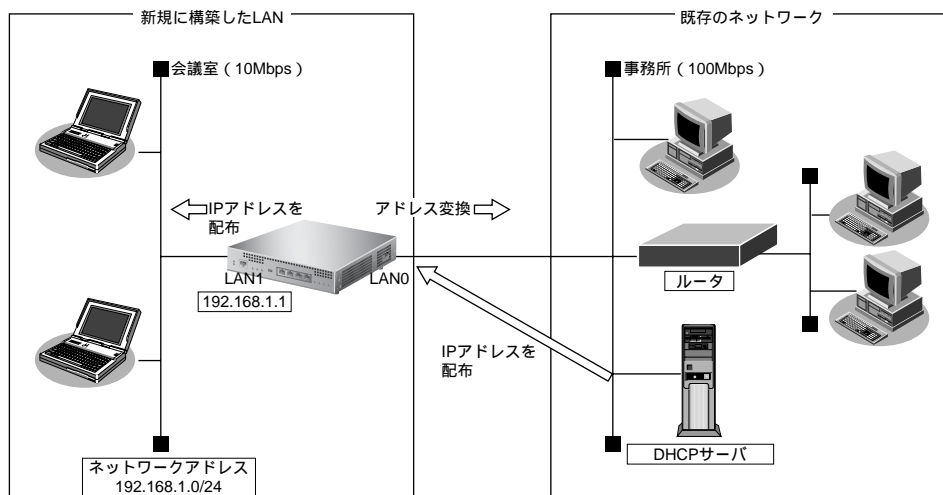 新規に構築したLAN
既存のネットワーク
会議室（10Mbps）
事務所（100Mbps）
IPアドレスを
配布
アドレス変換
LAN1
LAN0
192.168.1.1
ルータ
IPアドレスを
配布
DHCPサーバ
ネットワークアドレス
192.168.1.0/24